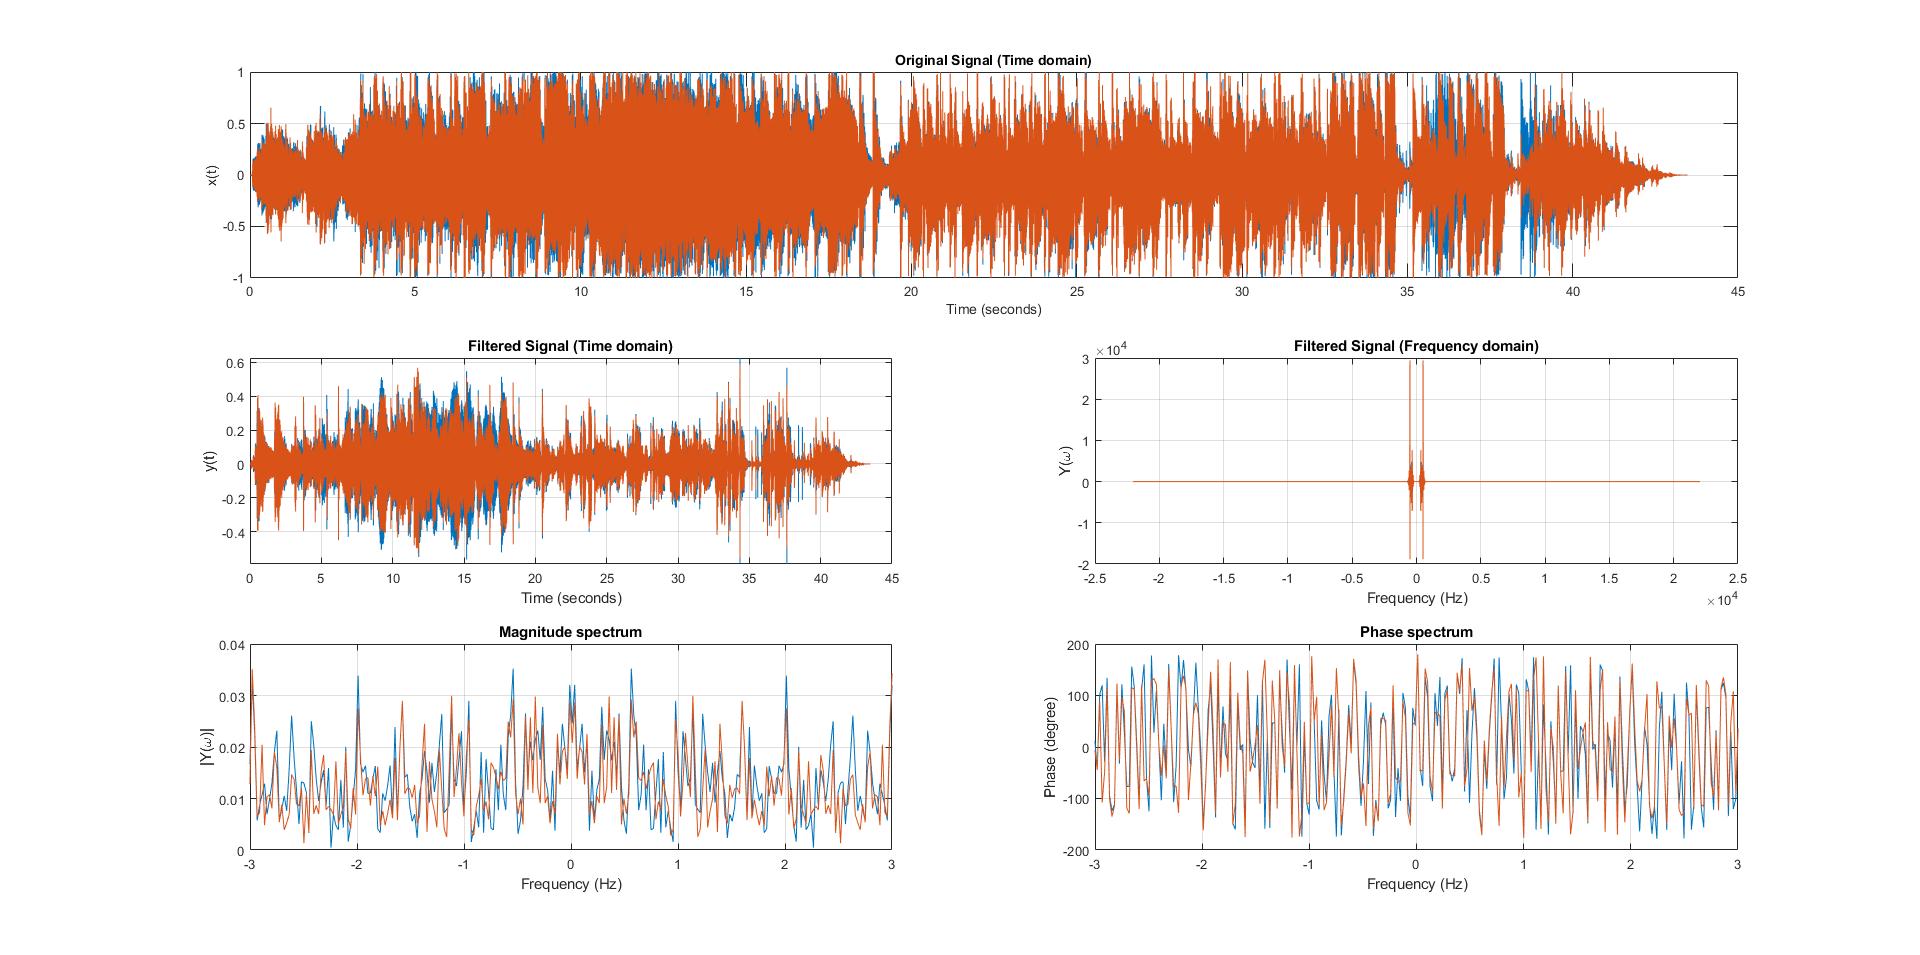 Original Signal (Time domain)
1
0.5
0
-0.5
-1
x(t)
0 5 10 15 20 25 30 35 40 45
Time (seconds)
Filtered Signal (Time domain)
0.6
0.4
0.2
0
-0.2
-0.4
y(t)
0 5 10 15 20 25 30 35 40 45
Time (seconds)
Filtered Signal (Frequency domain)
×10⁴
3
2
1
0
-1
-2
Y(ω)
-2.5 -2 -1.5 -1 -0.5 0 0.5 1 1.5 2 2.5
Frequency (Hz)
×10⁴
Magnitude spectrum
0.04
0.03
0.02
0.01
0
|Y(ω)|
-3 -2 -1 0 1 2 3
Frequency (Hz)
Phase spectrum
200
100
0
-100
-200
Phase (degree)
-3 -2 -1 0 1 2 3
Frequency (Hz)